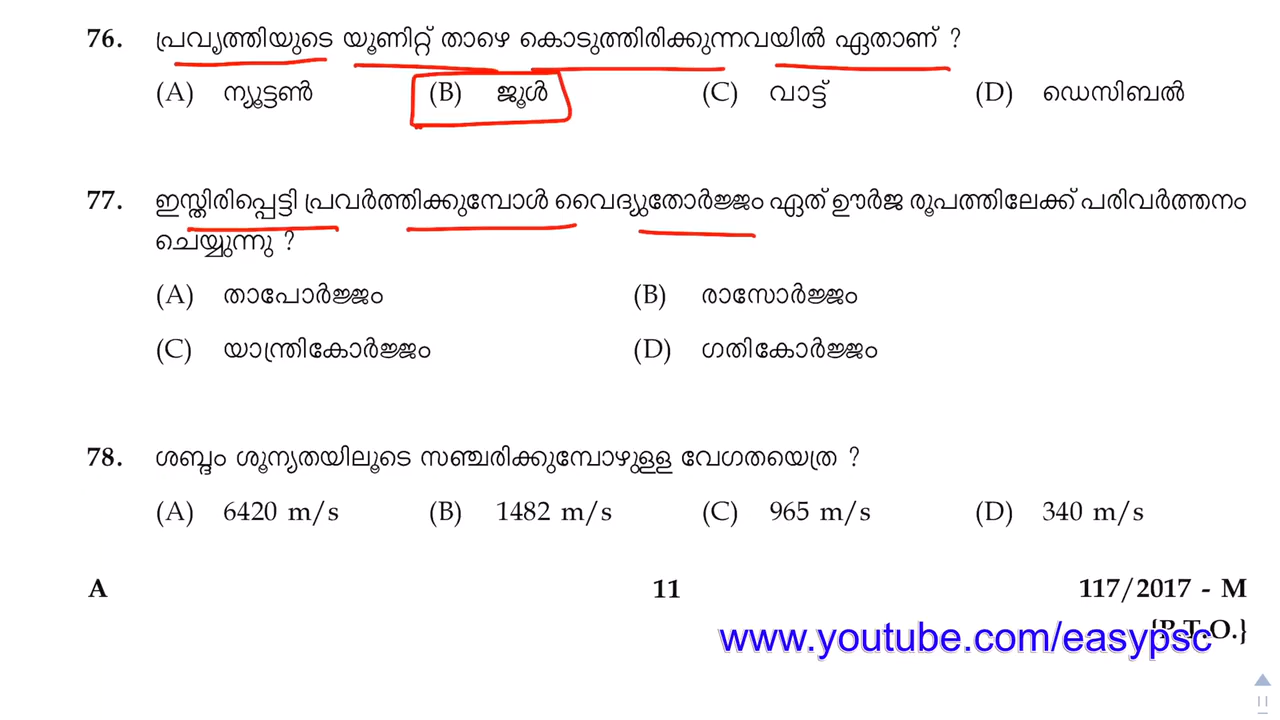 76. പ്രവൃത്തിയുടെ യൂണിറ്റ് താഴെ കൊടുത്തിരിക്കുന്നവയിൽ ഏതാണ് ?
(A) ന്യൂട്ടൺ (B) ജൂൾ (C) വാട്ട് (D) ഡെസിബൽ
77. ഇസ്തിരിപ്പെട്ടി പ്രവർത്തിക്കുമ്പോൾ വൈദ്യുതോർജ്ജം ഏത് ഊർജ രൂപത്തിലേക്ക് പരിവർത്തനം
ചെയ്യുന്നു ?
(A) താപോർജ്ജം (B) രാസോർജ്ജം
(C) യാന്ത്രികോർജ്ജം (D) ഗതികോർജ്ജം
78. ശബ്ദം ശൂന്യതയിലൂടെ സഞ്ചരിക്കുമ്പോഴുള്ള വേഗതയെത്ര ?
(A) 6420 m/s (B) 1482 m/s (C) 965 m/s (D) 340 m/s
A 11 117/2017 - M
{P.T.O.}
www.youtube.com/easypsc